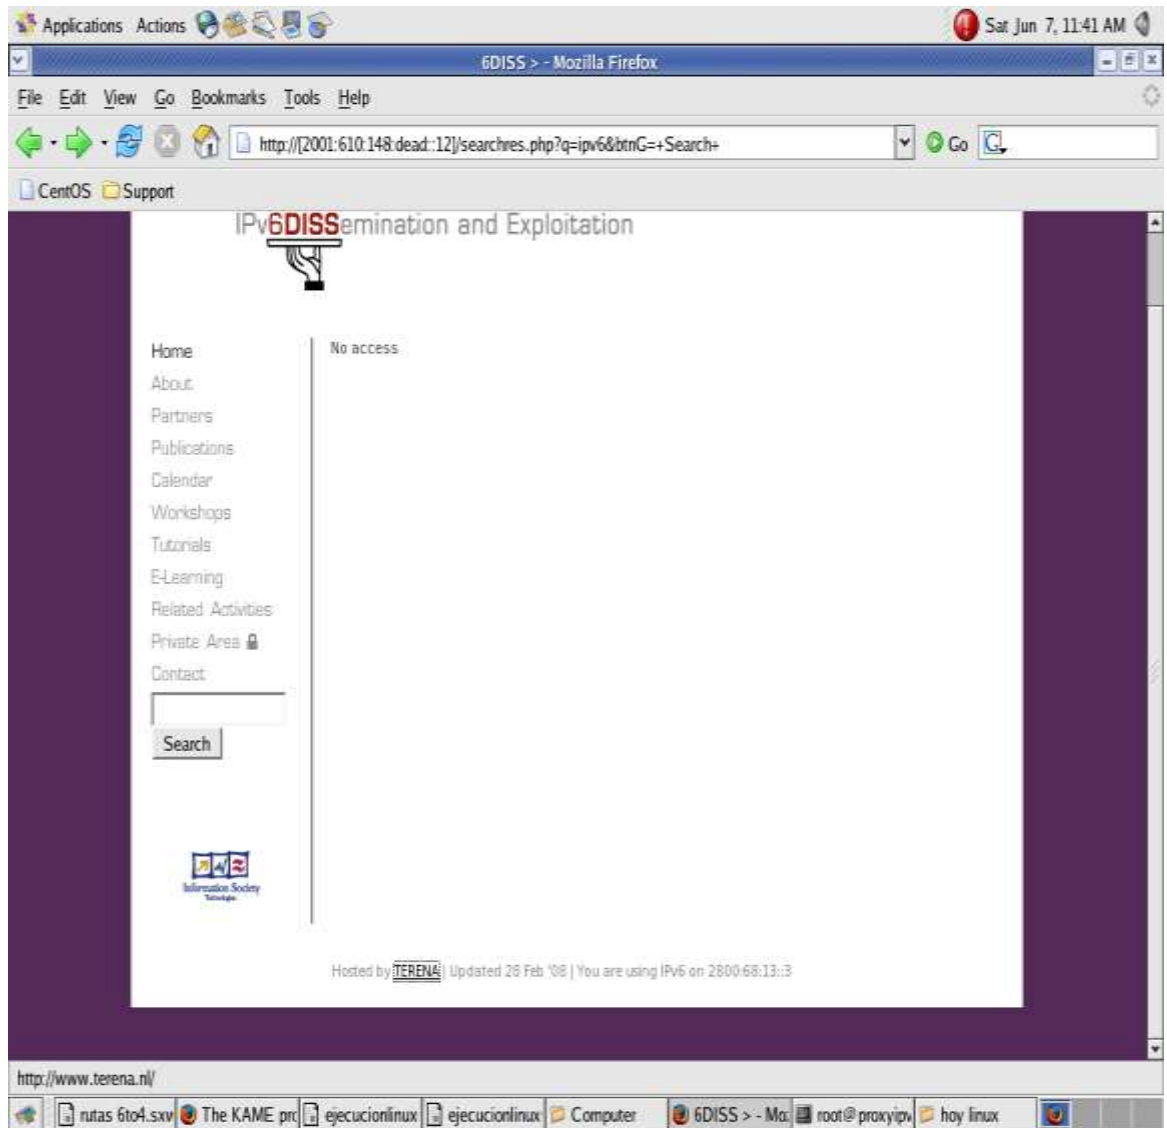 Applications Actions Sat Jun 7, 11:41 AM
6DISS > - Mozilla Firefox
File Edit View Go Bookmarks Tools Help
http://[2001:610:148:dead::12]/searchres.php?q=ipv6&btnG=+Search+ Go G
CentOS Support
IPv6DISSemination and Exploitation
Home
No access
About
Partners
Publications
Calendar
Workshops
Tutorials
E-Learning
Related Activities
Private Area
Contact
Search
Information Society
Technologies
Hosted by TERENA | Updated 28 Feb '08 | You are using IPv6 on 2800:68:13::3
http://www.terena.nl/
rutas 6to4.sxw The KAME pro ejecucionlinux ejecucionlinux Computer 6DISS > - Moz root@proxyipv hoy linux